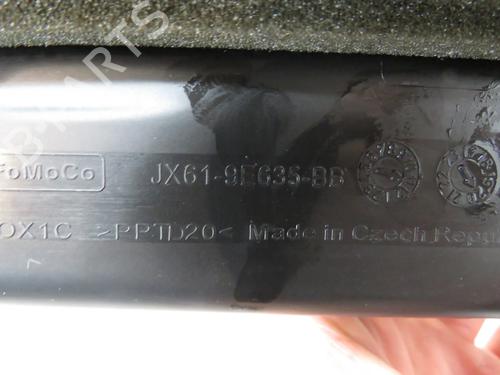 FoMoCo JX61-9E635-BB
OX1C >PPTD20< Made in Czech Repu